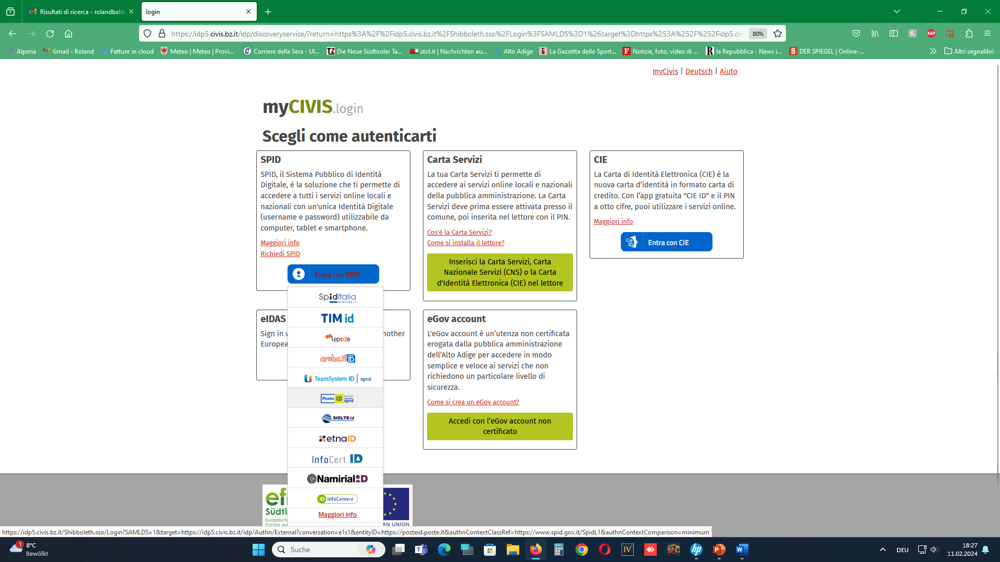 Risultati di ricerca - rolandbald
login
https://idp5.civis.bz.it/idp/discoveryservice/?return=https%3A%2F%2Fidp5.civis.bz.it%2FShibboleth.sso%2FLogin%3FSAMLDS%3D1%26target%3Dhttps%253A%252F%252Fidp5.civi
80%
Alperia
Gmail - Roland
Fatture in cloud
Meteo | Meteo | Provi...
Corriere della Sera - Ul...
Die Neue Südtiroler Ta...
stol.it | Nachrichten au...
Alto Adige
La Gazzetta dello Sport...
Notizie, foto, video di ...
la Repubblica - News i...
DER SPIEGEL | Online-...
Altri segnalibri
myCivis | Deutsch | Aiuto
myCIVIS.login
Scegli come autenticarti
SPID
SPID, il Sistema Pubblico di Identità
Digitale, è la soluzione che ti permette di
accedere a tutti i servizi online locali e
nazionali con un'unica Identità Digitale
(username e password) utilizzabile da
computer, tablet e smartphone.
Maggiori info
Richiedi SPID
Entra con SPID
SpidItalia
REGISTER.IT
TIM id
Lepida
aruba.it ID
TeamSystem ID | spid
Poste ID NUOVO spid
SIELTE id
etnaID
InfoCert ID
NamirialID
ID InfoCamere
Maggiori info
Carta Servizi
La tua Carta Servizi ti permette di
accedere ai servizi online locali e nazionali
della pubblica amministrazione. La Carta
Servizi deve prima essere attivata presso il
comune, poi inserita nel lettore con il PIN.
Cos'è la Carta Servizi?
Come si installa il lettore?
Inserisci la Carta Servizi, Carta
Nazionale Servizi (CNS) o la Carta
d'Identità Elettronica (CIE) nel lettore
CIE
La Carta di Identità Elettronica (CIE) è la
nuova carta d’identità in formato carta di
credito. Con l’app gratuita "CIE ID" e il PIN
a otto cifre, puoi utilizzare i servizi online.
Maggiori info
Entra con CIE
eIDAS
Sign in w nother
Europea
eGov account
L'eGov account è un’utenza non certificata
erogata dalla pubblica amministrazione
dell’Alto Adige per accedere in modo
semplice e veloce ai servizi che non
richiedono un particolare livello di
sicurezza.
Come si crea un eGov account?
Accedi con l’eGov account non
certificato
ef
Südti
Europäisch
Fondo eu
AN UNION
https://idp5.civis.bz.it/Shibboleth.sso/Login?SAMLDS=1&target=https://idp5.civis.bz.it/idp/Authn/External?conversation=e1s1&entityID=https://posteid.poste.it&authnContextClassRef=https://www.spid.gov.it/SpidL1&authnContextComparison=minimum
1
8°C
Bewölkt
Suche
DEU
18:27
11.02.2024